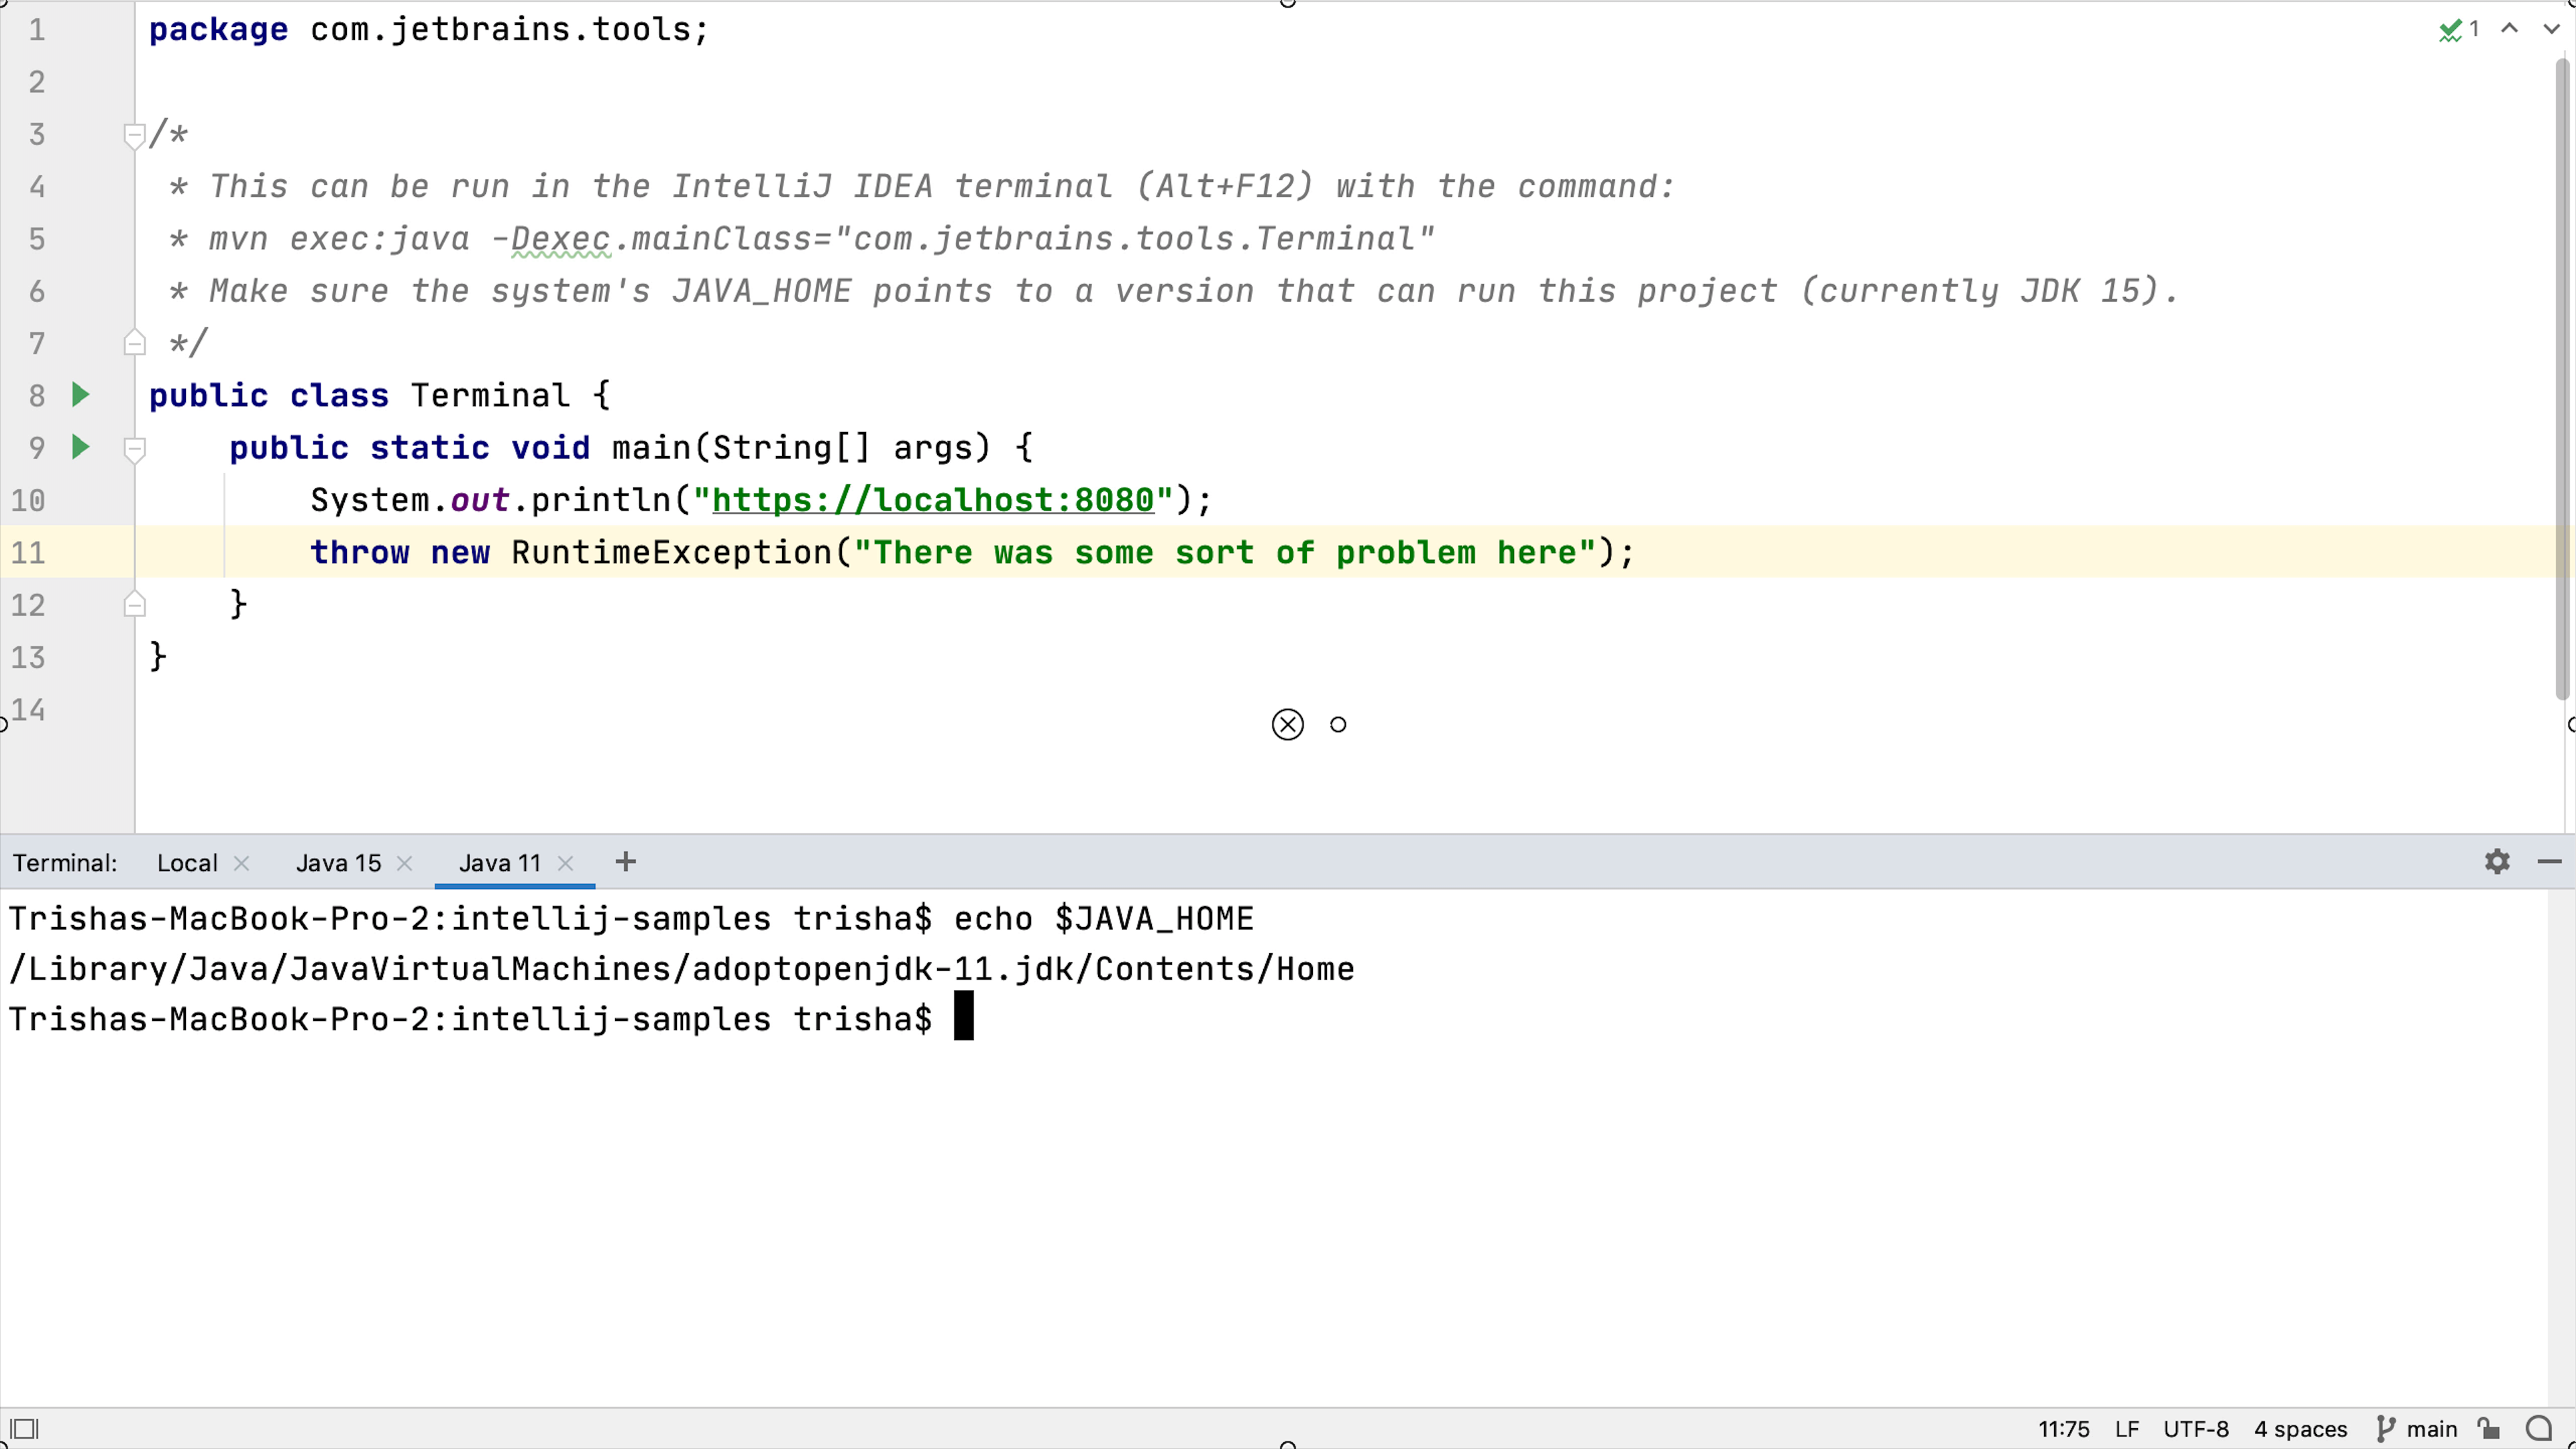 1 package com.jetbrains.tools;
2
3 /*
4 * This can be run in the IntelliJ IDEA terminal (Alt+F12) with the command:
5 * mvn exec:java -Dexec.mainClass="com.jetbrains.tools.Terminal"
6 * Make sure the system's JAVA_HOME points to a version that can run this project (currently JDK 15).
7 */
8 public class Terminal {
9 public static void main(String[] args) {
10 System.out.println("https://localhost:8080");
11 throw new RuntimeException("There was some sort of problem here");
12 }
13 }
14
1
Terminal: Local Java 15 Java 11
Trishas-MacBook-Pro-2:intellij-samples trisha$ echo $JAVA_HOME
/Library/Java/JavaVirtualMachines/adoptopenjdk-11.jdk/Contents/Home
Trishas-MacBook-Pro-2:intellij-samples trisha$
11:75 LF UTF-8 4 spaces main